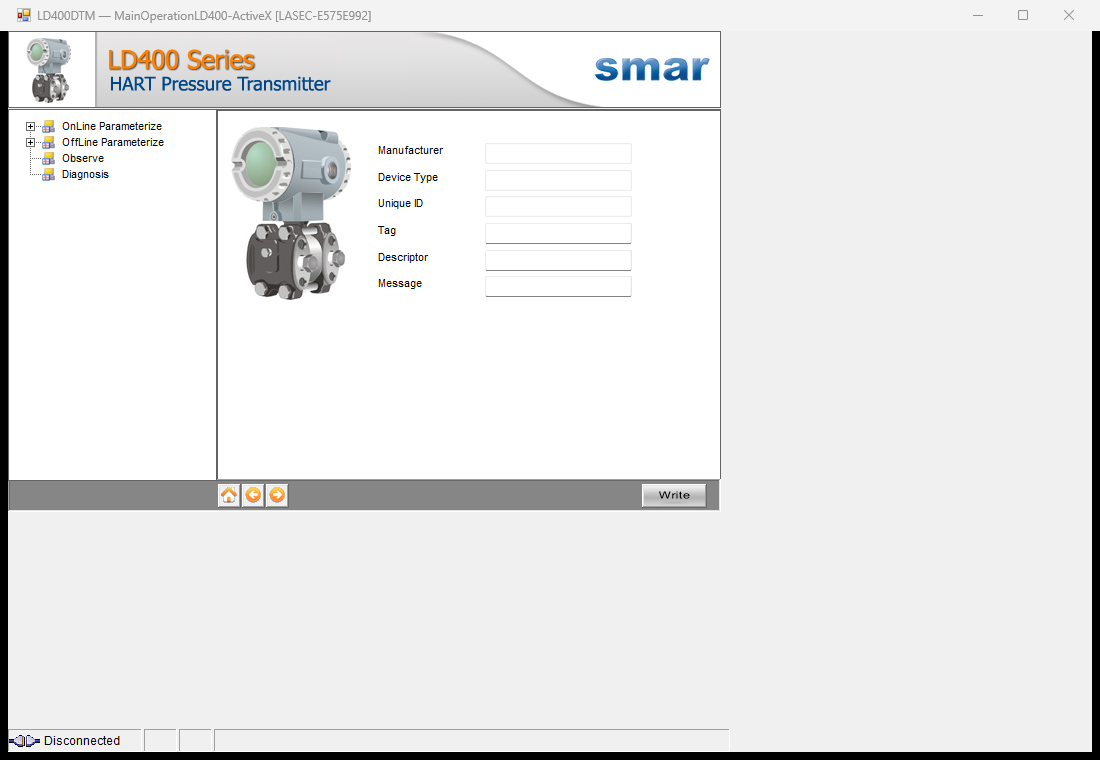 LD400DTM — MainOperationLD400-ActiveX [LASEC-E575E992]
LD400 Series
HART Pressure Transmitter
smar
OnLine Parameterize
OffLine Parameterize
Observe
Diagnosis
Manufacturer
Device Type
Unique ID
Tag
Descriptor
Message
Write
Disconnected